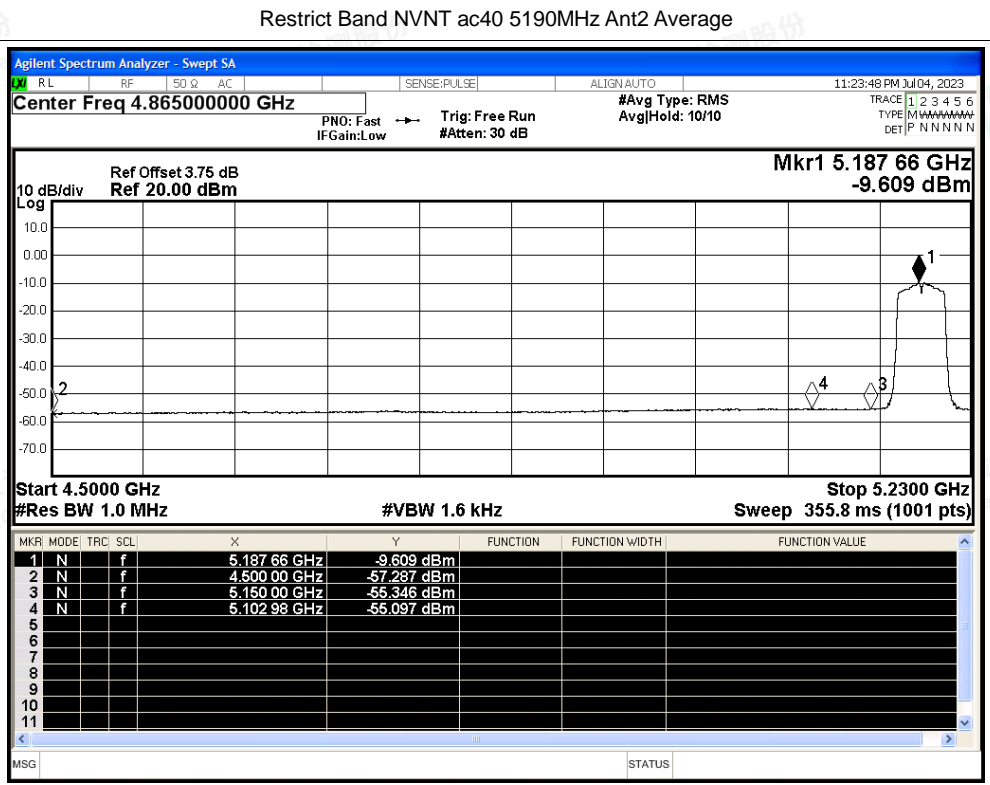 Restrict Band NVNT ac40 5190MHz Ant2 Average
Agilent Spectrum Analyzer - Swept SA
LXI RL RF 50 Ω AC SENSE:PULSE ALIGN AUTO 11:23:48 PM Jul 04, 2023
Center Freq 4.865000000 GHz #Avg Type: RMS TRACE 1 2 3 4 5 6
PNO: Fast Trig: Free Run Avg|Hold: 10/10 TYPE M WWWWW
IFGain:Low #Atten: 30 dB DET P N N N N N
Mkr1 5.187 66 GHz
Ref Offset 3.75 dB
10 dB/div Ref 20.00 dBm -9.609 dBm
Log
10.0
0.00
1
-10.0
-20.0
-30.0
-40.0
-50.0 2 4 3
-60.0
-70.0
Start 4.5000 GHz Stop 5.2300 GHz
#Res BW 1.0 MHz #VBW 1.6 kHz Sweep 355.8 ms (1001 pts)
MKR MODE TRC SCL X Y FUNCTION FUNCTION WIDTH FUNCTION VALUE
1 N f 5.187 66 GHz -9.609 dBm
2 N f 4.500 00 GHz -57.287 dBm
3 N f 5.150 00 GHz -55.346 dBm
4 N f 5.102 98 GHz -55.097 dBm
5
6
7
8
9
10
11
MSG STATUS